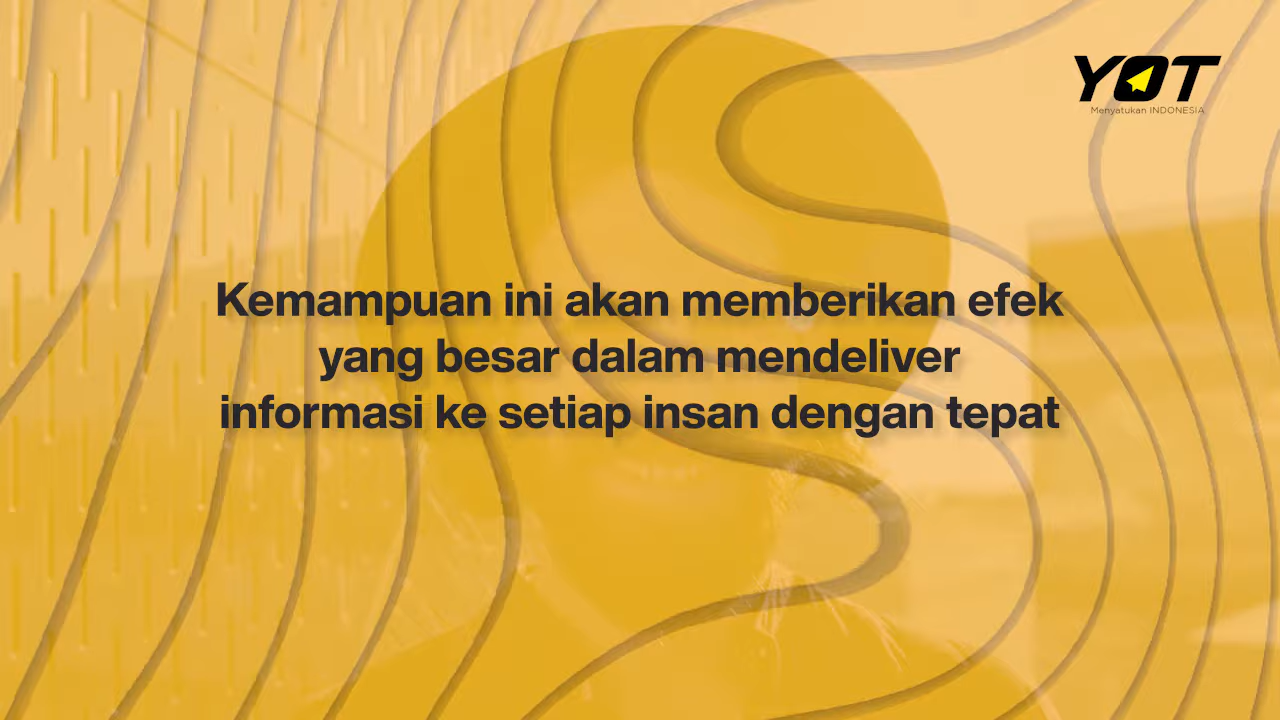 YOT
Menyatukan INDONESIA
Kemampuan ini akan memberikan efek
yang besar dalam mendeliver
informasi ke setiap insan dengan tepat